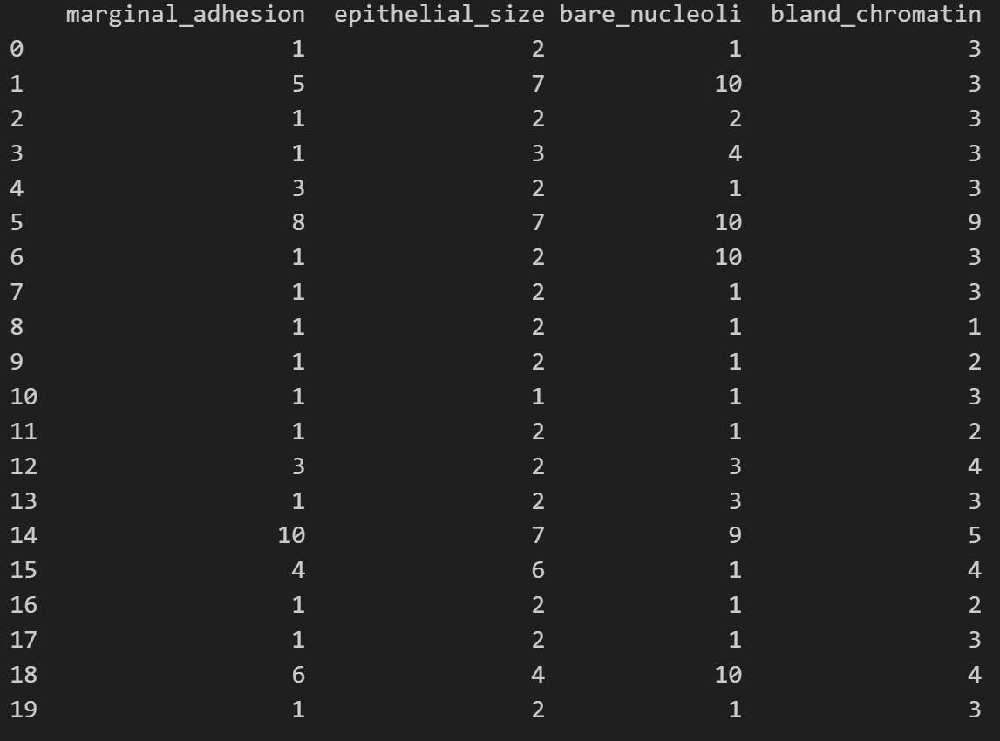 marginal_adhesion epithelial_size bare_nucleoli bland_chromatin
0 1 2 1 3
1 5 7 10 3
2 1 2 2 3
3 1 3 4 3
4 3 2 1 3
5 8 7 10 9
6 1 2 10 3
7 1 2 1 3
8 1 2 1 1
9 1 2 1 2
10 1 1 1 3
11 1 2 1 2
12 3 2 3 4
13 1 2 3 3
14 10 7 9 5
15 4 6 1 4
16 1 2 1 2
17 1 2 1 3
18 6 4 10 4
19 1 2 1 3